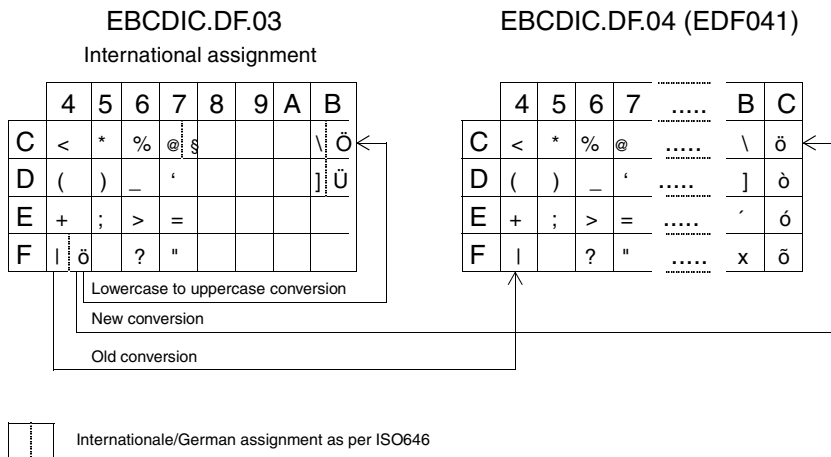 EBCDIC.DF.03
International assignment
4 5 6 7 8 9 A B
C < * % @ § \ Ö
D ( ) _ ‘ ] Ü
E + ; > =
F | ö ? "
Lowercase to uppercase conversion
New conversion
Old conversion
EBCDIC.DF.04 (EDF041)
4 5 6 7 ..... B C
C < * % @ ..... \ ö
D ( ) _ ‘ ..... ] ò
E + ; > = ..... ´ ó
F | ? " ..... x õ
Internationale/German assignment as per ISO646